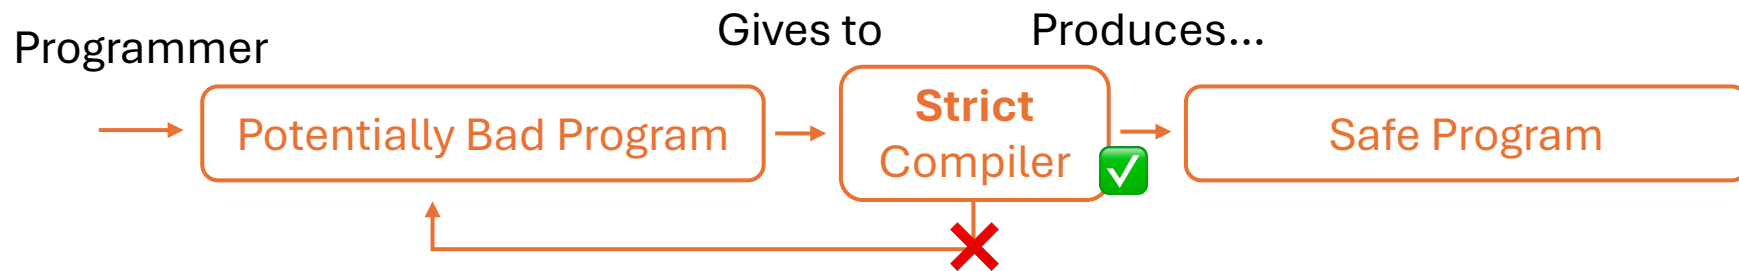 Programmer
Gives to
Produces...
Potentially Bad Program
Strict
Compiler
Safe Program